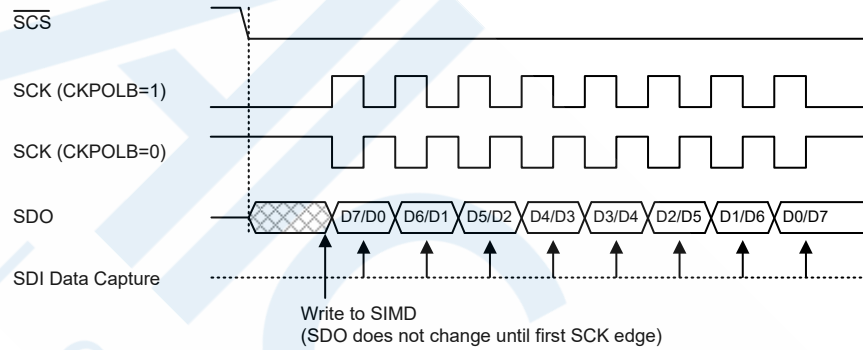 SCS
SCK (CKPOLB=1)
SCK (CKPOLB=0)
SDO
D7/D0 D6/D1 D5/D2 D4/D3 D3/D4 D2/D5 D1/D6 D0/D7
SDI Data Capture
Write to SIMD
(SDO does not change until first SCK edge)